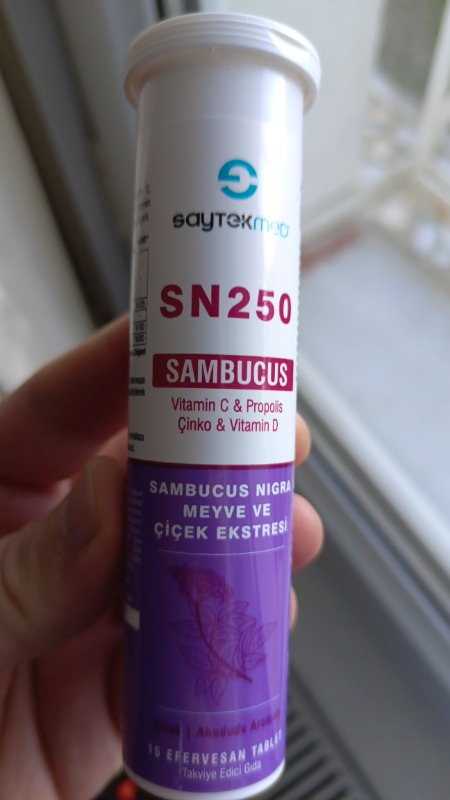 saytekmed
SN250
SAMBUCUS
Vitamin C & Propolis
Çinko & Vitamin D
SAMBUCUS NIGRA
MEYVE VE
ÇİÇEK EKSTRESİ
Abududu
15 EFERVESAN TABLET
Takviye Edici Gıda